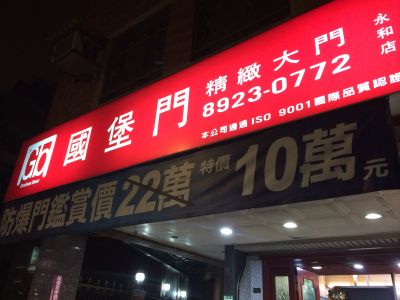 國堡門
精緻大門
8923-0772
永和店
本公司通過ISO 9001國際品質認證
防爆門鑑賞價22萬 特價10萬元